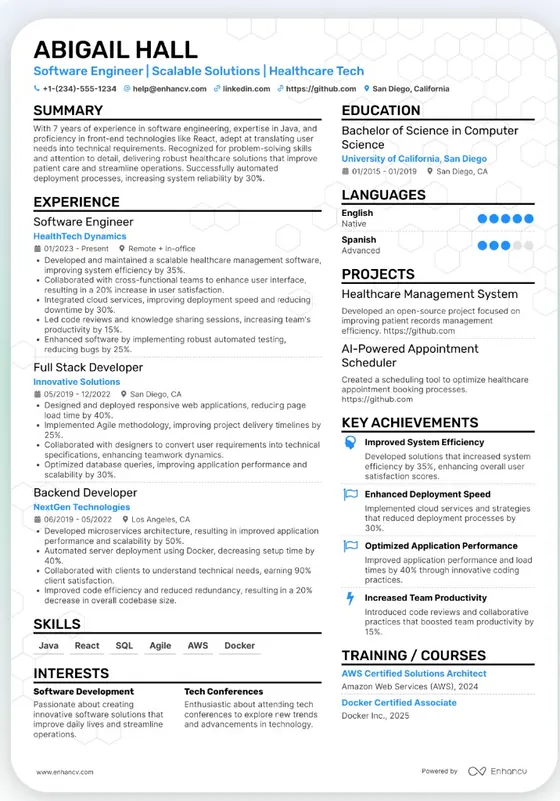 ABIGAIL HALL
Software Engineer | Scalable Solutions | Healthcare Tech
+1-(234)-555-1234 help@enhancv.com linkedin.com https://github.com San Diego, California
SUMMARY
With 7 years of experience in software engineering, expertise in Java, and
proficiency in front-end technologies like React, adept at translating user
needs into technical requirements. Recognized for problem-solving skills
and attention to detail, delivering robust healthcare solutions that improve
patient care and streamline operations. Successfully automated
deployment processes, increasing system reliability by 30%.
EXPERIENCE
Software Engineer
HealthTech Dynamics
01/2023 - Present Remote + In-office
• Developed and maintained a scalable healthcare management software,
improving system efficiency by 35%.
• Collaborated with cross-functional teams to enhance user interface,
resulting in a 20% increase in user satisfaction.
• Integrated cloud services, improving deployment speed and reducing
downtime by 30%.
• Led code reviews and knowledge sharing sessions, increasing team's
productivity by 15%.
• Enhanced software by implementing robust automated testing,
reducing bugs by 25%.
Full Stack Developer
Innovative Solutions
05/2019 - 12/2022 San Diego, CA
• Designed and deployed responsive web applications, reducing page
load time by 40%.
• Implemented Agile methodology, improving project delivery timelines by
25%.
• Collaborated with designers to convert user requirements into technical
specifications, enhancing teamwork dynamics.
• Optimized database queries, improving application performance and
scalability by 30%.
Backend Developer
NextGen Technologies
06/2019 - 05/2022 Los Angeles, CA
• Developed microservices architecture, resulting in improved application
performance and scalability by 50%.
• Automated server deployment using Docker, decreasing setup time by
40%.
• Collaborated with clients to understand technical needs, earning 90%
client satisfaction.
• Improved code efficiency and reduced redundancy, resulting in a 20%
decrease in overall codebase size.
SKILLS
Java React SQL Agile AWS Docker
INTERESTS
Software Development
Passionate about creating
innovative software solutions that
improve daily lives and streamline
operations.
Tech Conferences
Enthusiastic about attending tech
conferences to explore new trends
and advancements in technology.
EDUCATION
Bachelor of Science in Computer
Science
University of California, San Diego
01/2015 - 01/2019 San Diego, CA
LANGUAGES
English
Native
Spanish
Advanced
PROJECTS
Healthcare Management System
Developed an open-source project focused on
improving patient records management
efficiency. https://github.com
AI-Powered Appointment
Scheduler
Created a scheduling tool to optimize healthcare
appointment booking processes.
https://github.com
KEY ACHIEVEMENTS
Improved System Efficiency
Developed solutions that increased system
efficiency by 35%, enhancing overall user
satisfaction scores.
Enhanced Deployment Speed
Implemented cloud services and strategies
that reduced deployment processes by
30%.
Optimized Application Performance
Improved application performance and load
times by 40% through innovative coding
practices.
Increased Team Productivity
Introduced code reviews and collaborative
practices that boosted team productivity by
15%.
TRAINING / COURSES
AWS Certified Solutions Architect
Amazon Web Services (AWS), 2024
Docker Certified Associate
Docker Inc., 2025
www.enhancv.com
Powered by Enhancv